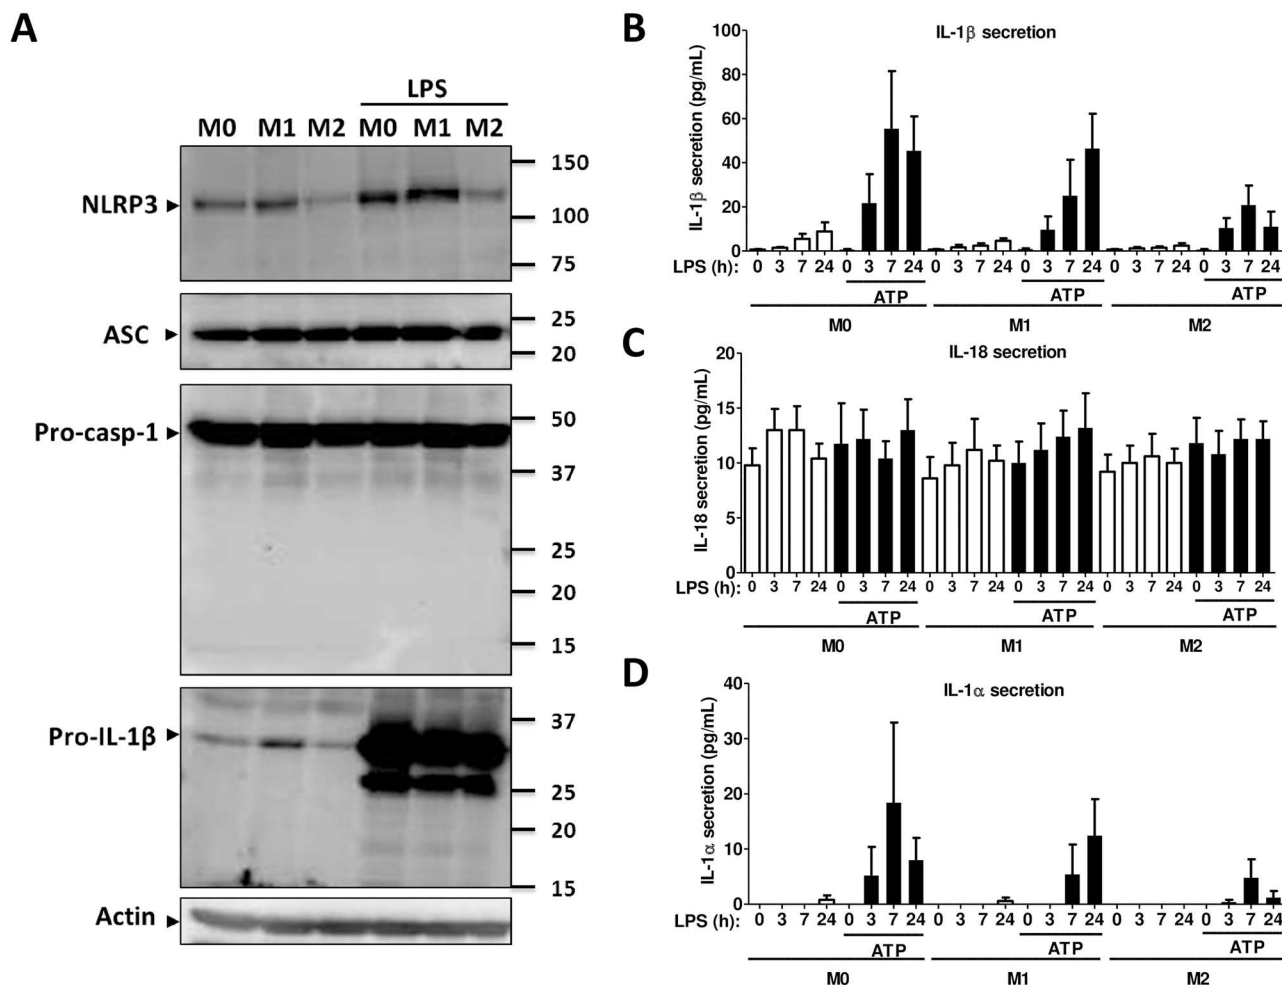 A
LPS
M0 M1 M2 M0 M1 M2
NLRP3
150
100
75
ASC
25
20
Pro-casp-1
50
37
25
20
15
Pro-IL-1β
37
25
20
15
Actin
B
IL-1β secretion
IL-1β secretion (pg/mL)
100
80
60
40
20
0
LPS (h): 0 3 7 24 0 3 7 24 0 3 7 24 0 3 7 24 0 3 7 24 0 3 7 24
ATP ATP ATP
M0 M1 M2
C
IL-18 secretion
IL-18 secretion (pg/mL)
20
15
10
5
0
LPS (h): 0 3 7 24 0 3 7 24 0 3 7 24 0 3 7 24 0 3 7 24 0 3 7 24
ATP ATP ATP
M0 M1 M2
D
IL-1α secretion
IL-1α secretion (pg/mL)
40
30
20
10
0
LPS (h): 0 3 7 24 0 3 7 24 0 3 7 24 0 3 7 24 0 3 7 24 0 3 7 24
ATP ATP ATP
M0 M1 M2